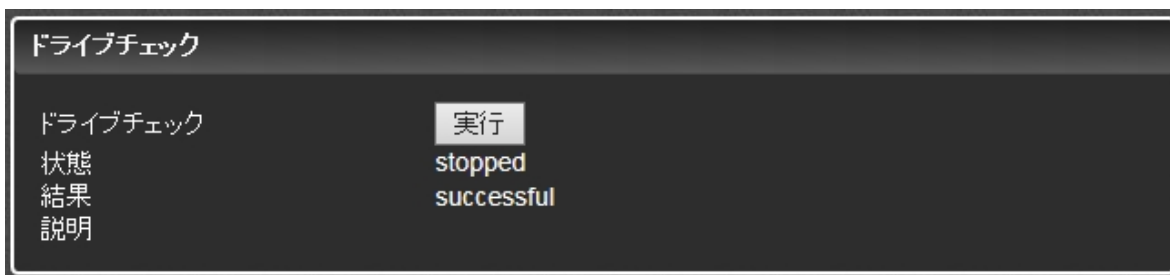 ドライブチェック
ドライブチェック 実行
状態 stopped
結果 successful
説明